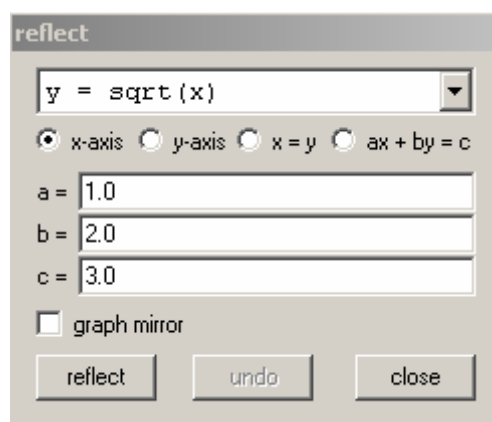 reflect
y = sqrt(x)
x-axis y-axis x = y ax + by = c
a = 1.0
b = 2.0
c = 3.0
graph mirror
reflect undo close